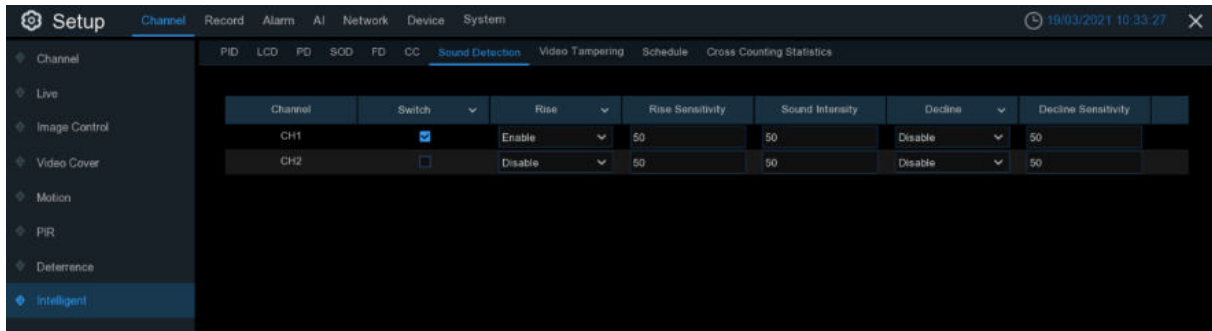 Setup Channel Record Alarm AI Network Device System 19/03/2021 10:33:27
PID LCD PD SOD FD CC Sound Detection Video Tampering Schedule Cross Counting Statistics
Channel
Live
Image Control
Video Cover
Motion
PIR
Deterrence
Intelligent
Channel Switch Rise Rise Sensitivity Sound Intensity Decline Decline Sensitivity
CH1 Enable 50 50 Disable 50
CH2 Disable 50 50 Disable 50